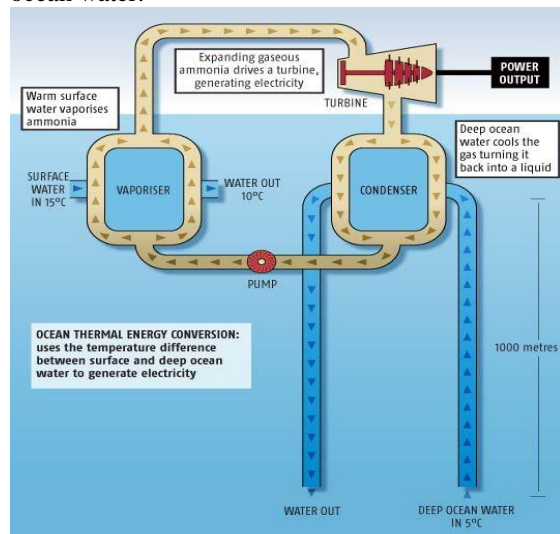 ocean water.
Expanding gaseous
ammonia drives a turbine,
generating electricity
POWER
OUTPUT
TURBINE
Warm surface
water vaporises
ammonia
Deep ocean
water cools the
gas turning it
back into a liquid
SURFACE
WATER
IN 15°C
VAPORISER
WATER OUT
10°C
CONDENSER
PUMP
OCEAN THERMAL ENERGY CONVERSION:
uses the temperature difference
between surface and deep ocean
water to generate electricity
1000 metres
WATER OUT
DEEP OCEAN WATER
IN 5°C